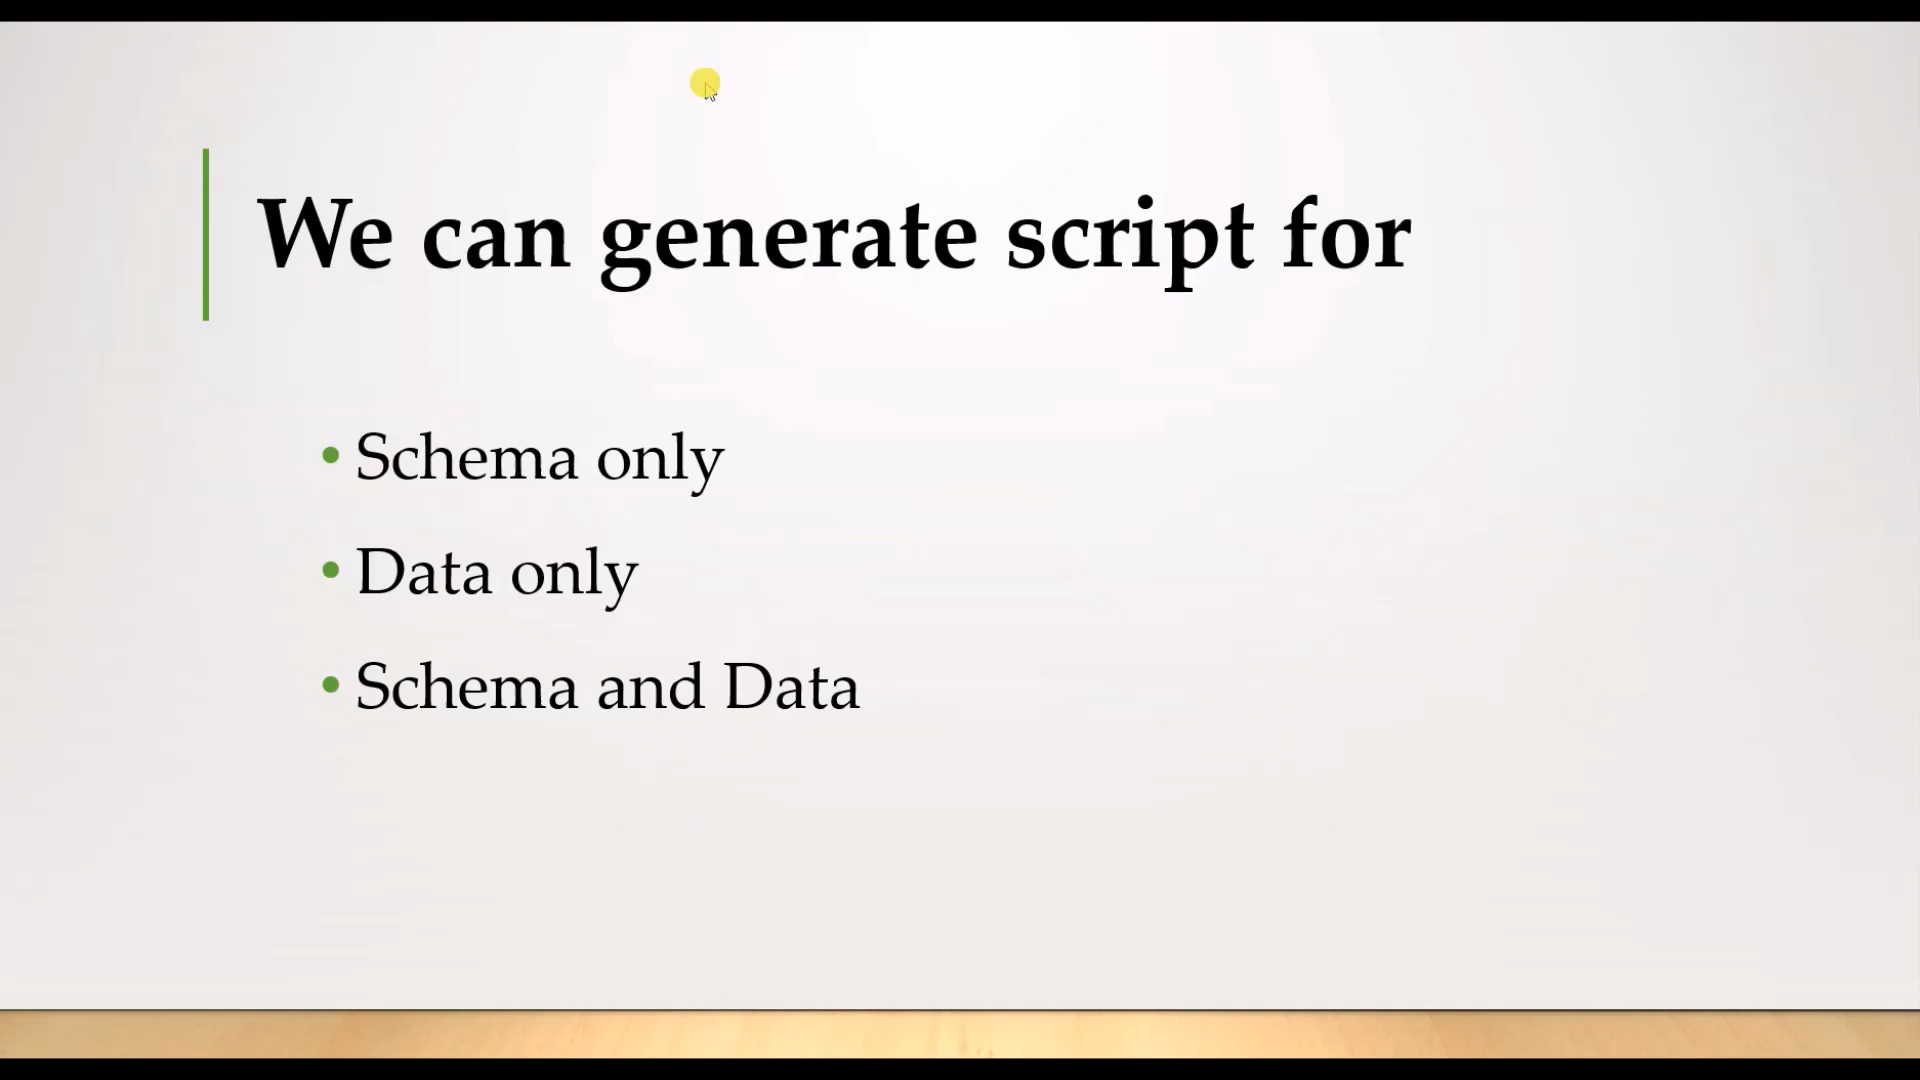 We can generate script for
• Schema only
• Data only
• Schema and Data